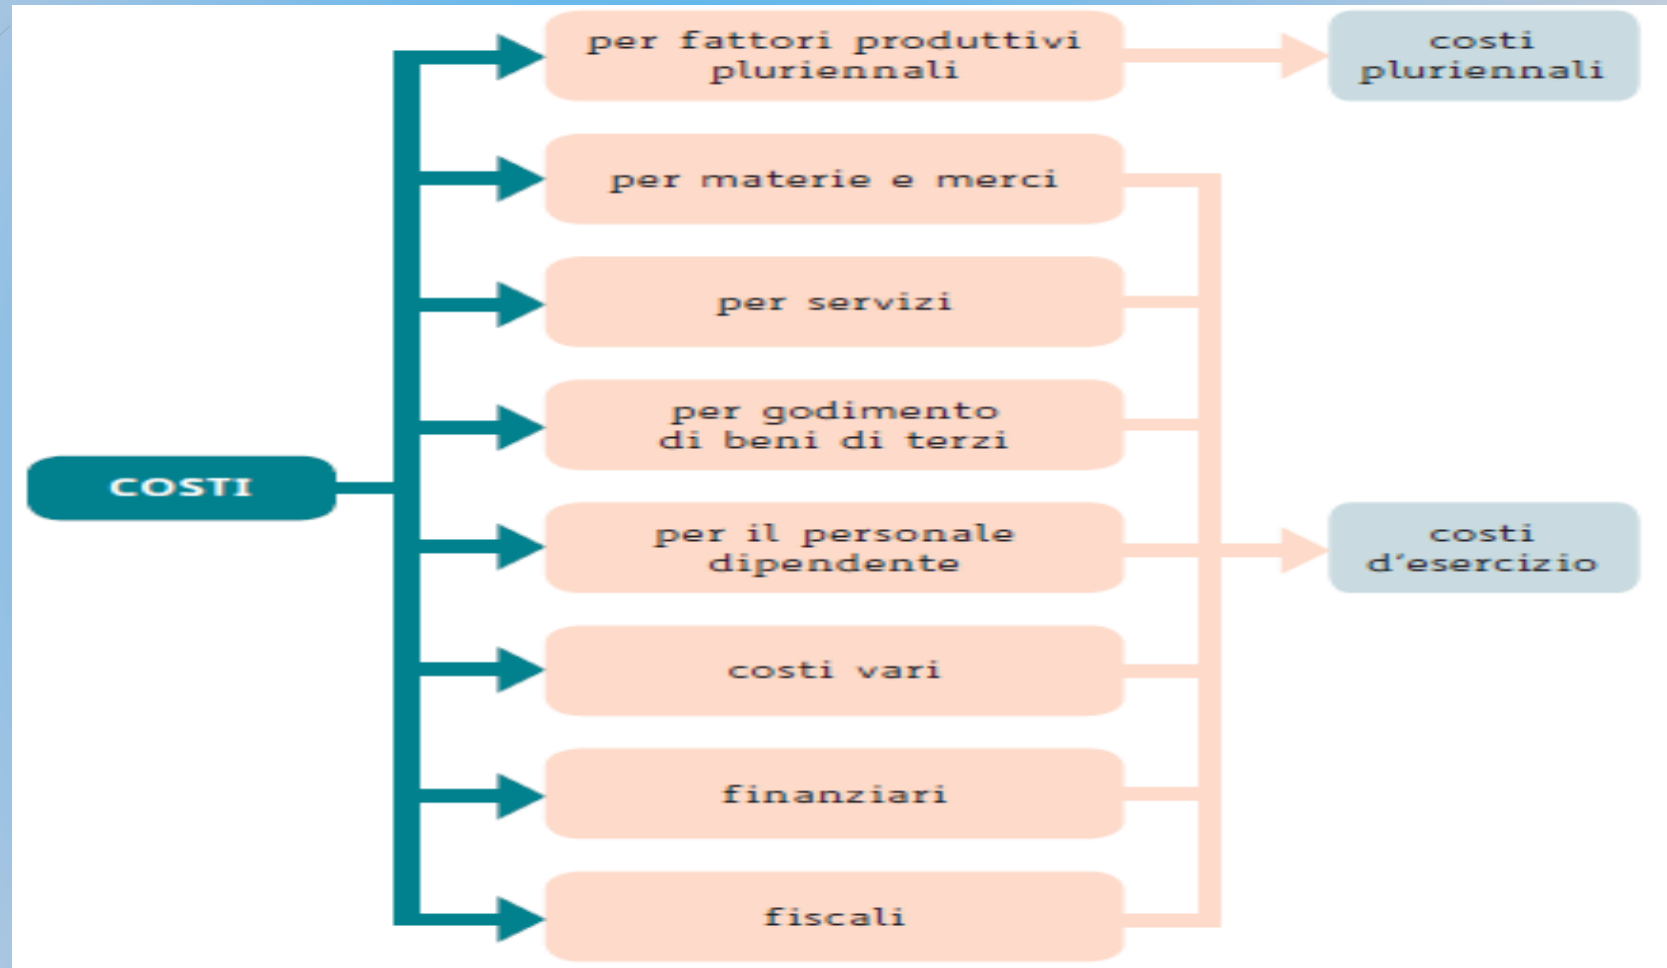 per fattori produttivi
pluriennali
costi
pluriennali
per materie e merci
per servizi
per godimento
di beni di terzi
COSTI
per il personale
dipendente
costi
d'esercizio
costi vari
finanziari
fiscali